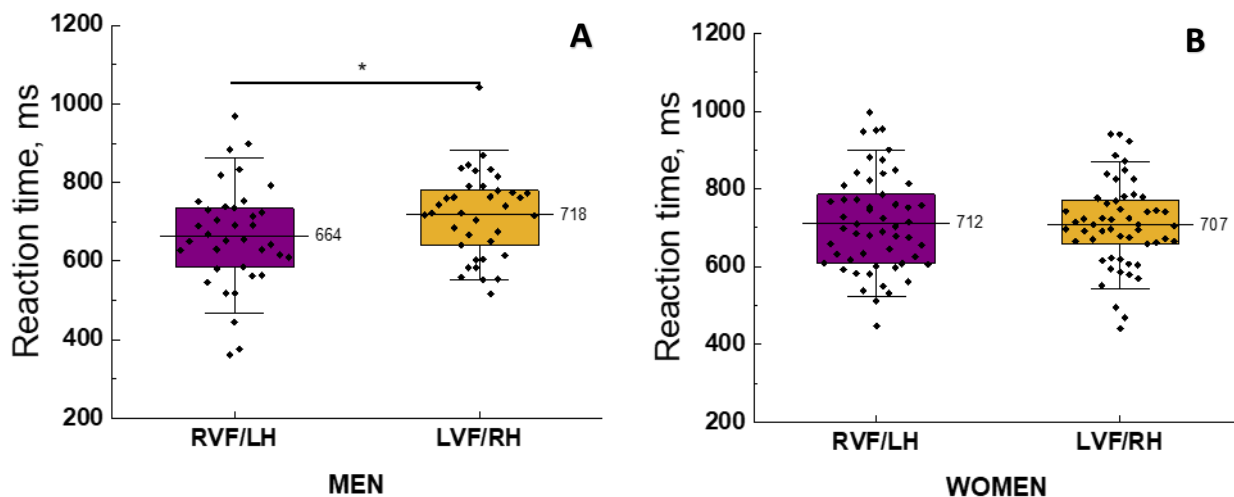 A
Reaction time, ms
1200
1000
800
600
400
200
*
664
718
RVF/LH
LVF/RH
MEN
B
Reaction time, ms
1200
1000
800
600
400
200
712
707
RVF/LH
LVF/RH
WOMEN